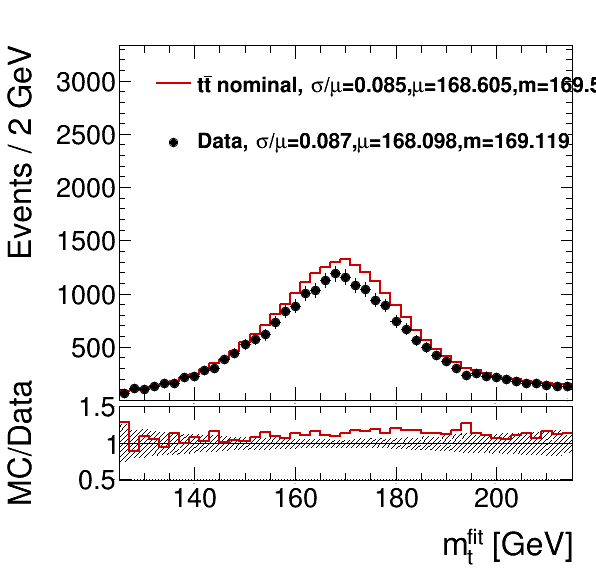 Events / 2 GeV
3000
2500
2000
1500
1000
500
tt̄ nominal, σ/μ=0.085,μ=168.605,m=169.5
Data, σ/μ=0.087,μ=168.098,m=169.119
MC/Data
1.5
1
0.5
140 160 180 200
m_t^fit [GeV]